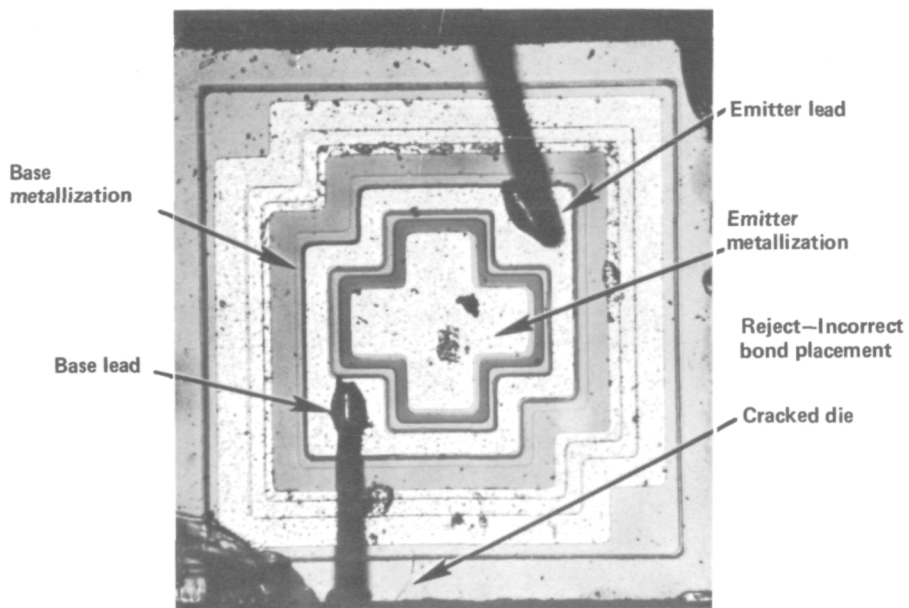 Emitter lead
Base
metallization
Emitter
metallization
Reject—Incorrect
bond placement
Base lead
Cracked die